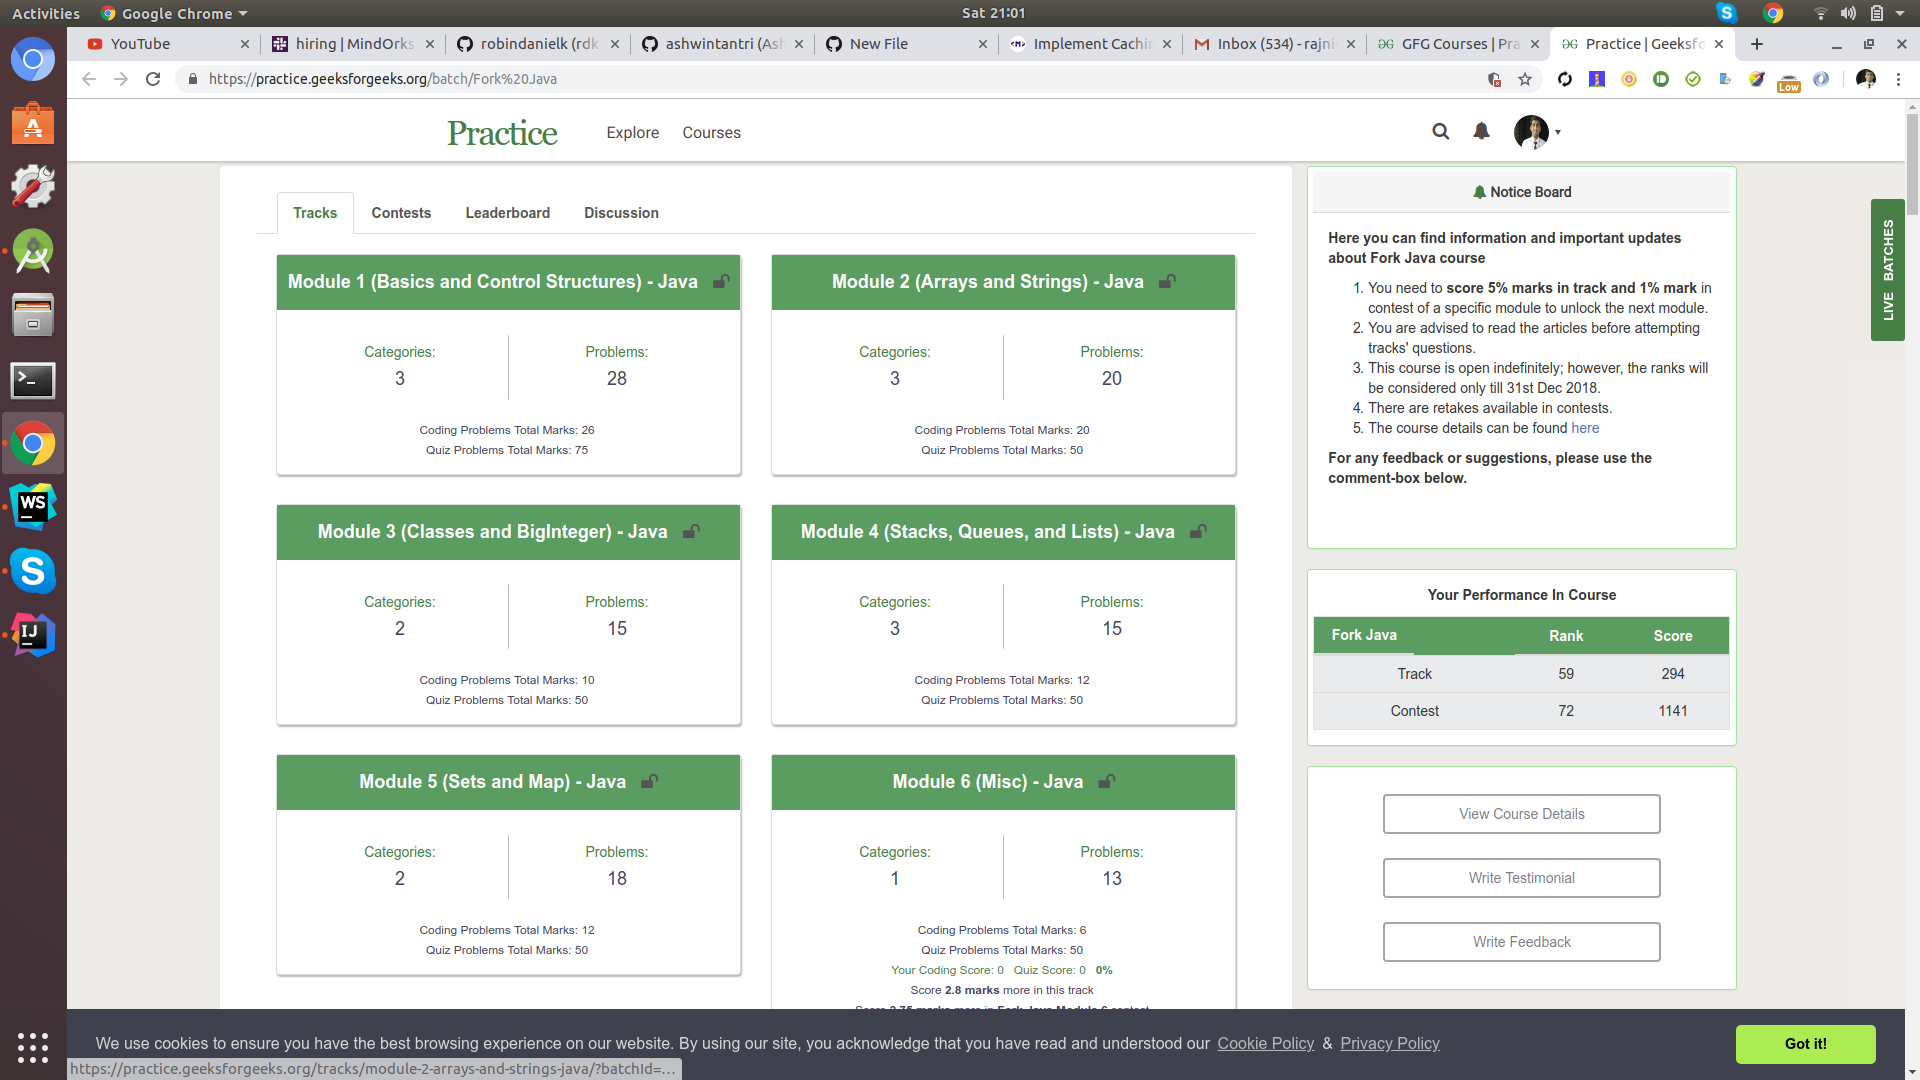 Activities
Google Chrome
Sat 21:01
YouTube
hiring | MindOrks
robindanielk (rdk
ashwintantri (Ash
New File
Implement Cachin
Inbox (534) - rajni
GFG Courses | Pra
Practice | Geeksfo
https://practice.geeksforgeeks.org/batch/Fork%20Java
Low
Practice
Explore
Courses
Tracks
Contests
Leaderboard
Discussion
Module 1 (Basics and Control Structures) - Java
Categories:
3
Problems:
28
Coding Problems Total Marks: 26
Quiz Problems Total Marks: 75
Module 2 (Arrays and Strings) - Java
Categories:
3
Problems:
20
Coding Problems Total Marks: 20
Quiz Problems Total Marks: 50
Module 3 (Classes and BigInteger) - Java
Categories:
2
Problems:
15
Coding Problems Total Marks: 10
Quiz Problems Total Marks: 50
Module 4 (Stacks, Queues, and Lists) - Java
Categories:
3
Problems:
15
Coding Problems Total Marks: 12
Quiz Problems Total Marks: 50
Module 5 (Sets and Map) - Java
Categories:
2
Problems:
18
Coding Problems Total Marks: 12
Quiz Problems Total Marks: 50
Module 6 (Misc) - Java
Categories:
1
Problems:
13
Coding Problems Total Marks: 6
Quiz Problems Total Marks: 50
Your Coding Score: 0 Quiz Score: 0 0%
Score 2.8 marks more in this track
Score 2.75 marks more in Fork Java Module 6 contest
Notice Board
Here you can find information and important updates
about Fork Java course
1. You need to score 5% marks in track and 1% mark in
contest of a specific module to unlock the next module.
2. You are advised to read the articles before attempting
tracks' questions.
3. This course is open indefinitely; however, the ranks will
be considered only till 31st Dec 2018.
4. There are retakes available in contests.
5. The course details can be found here
For any feedback or suggestions, please use the
comment-box below.
LIVE BATCHES
Your Performance In Course
Fork Java Rank Score
Track 59 294
Contest 72 1141
View Course Details
Write Testimonial
Write Feedback
WS
IJ
We use cookies to ensure you have the best browsing experience on our website. By using our site, you acknowledge that you have read and understood our Cookie Policy & Privacy Policy
Got it!
https://practice.geeksforgeeks.org/tracks/module-2-arrays-and-strings-java/?batchId=...